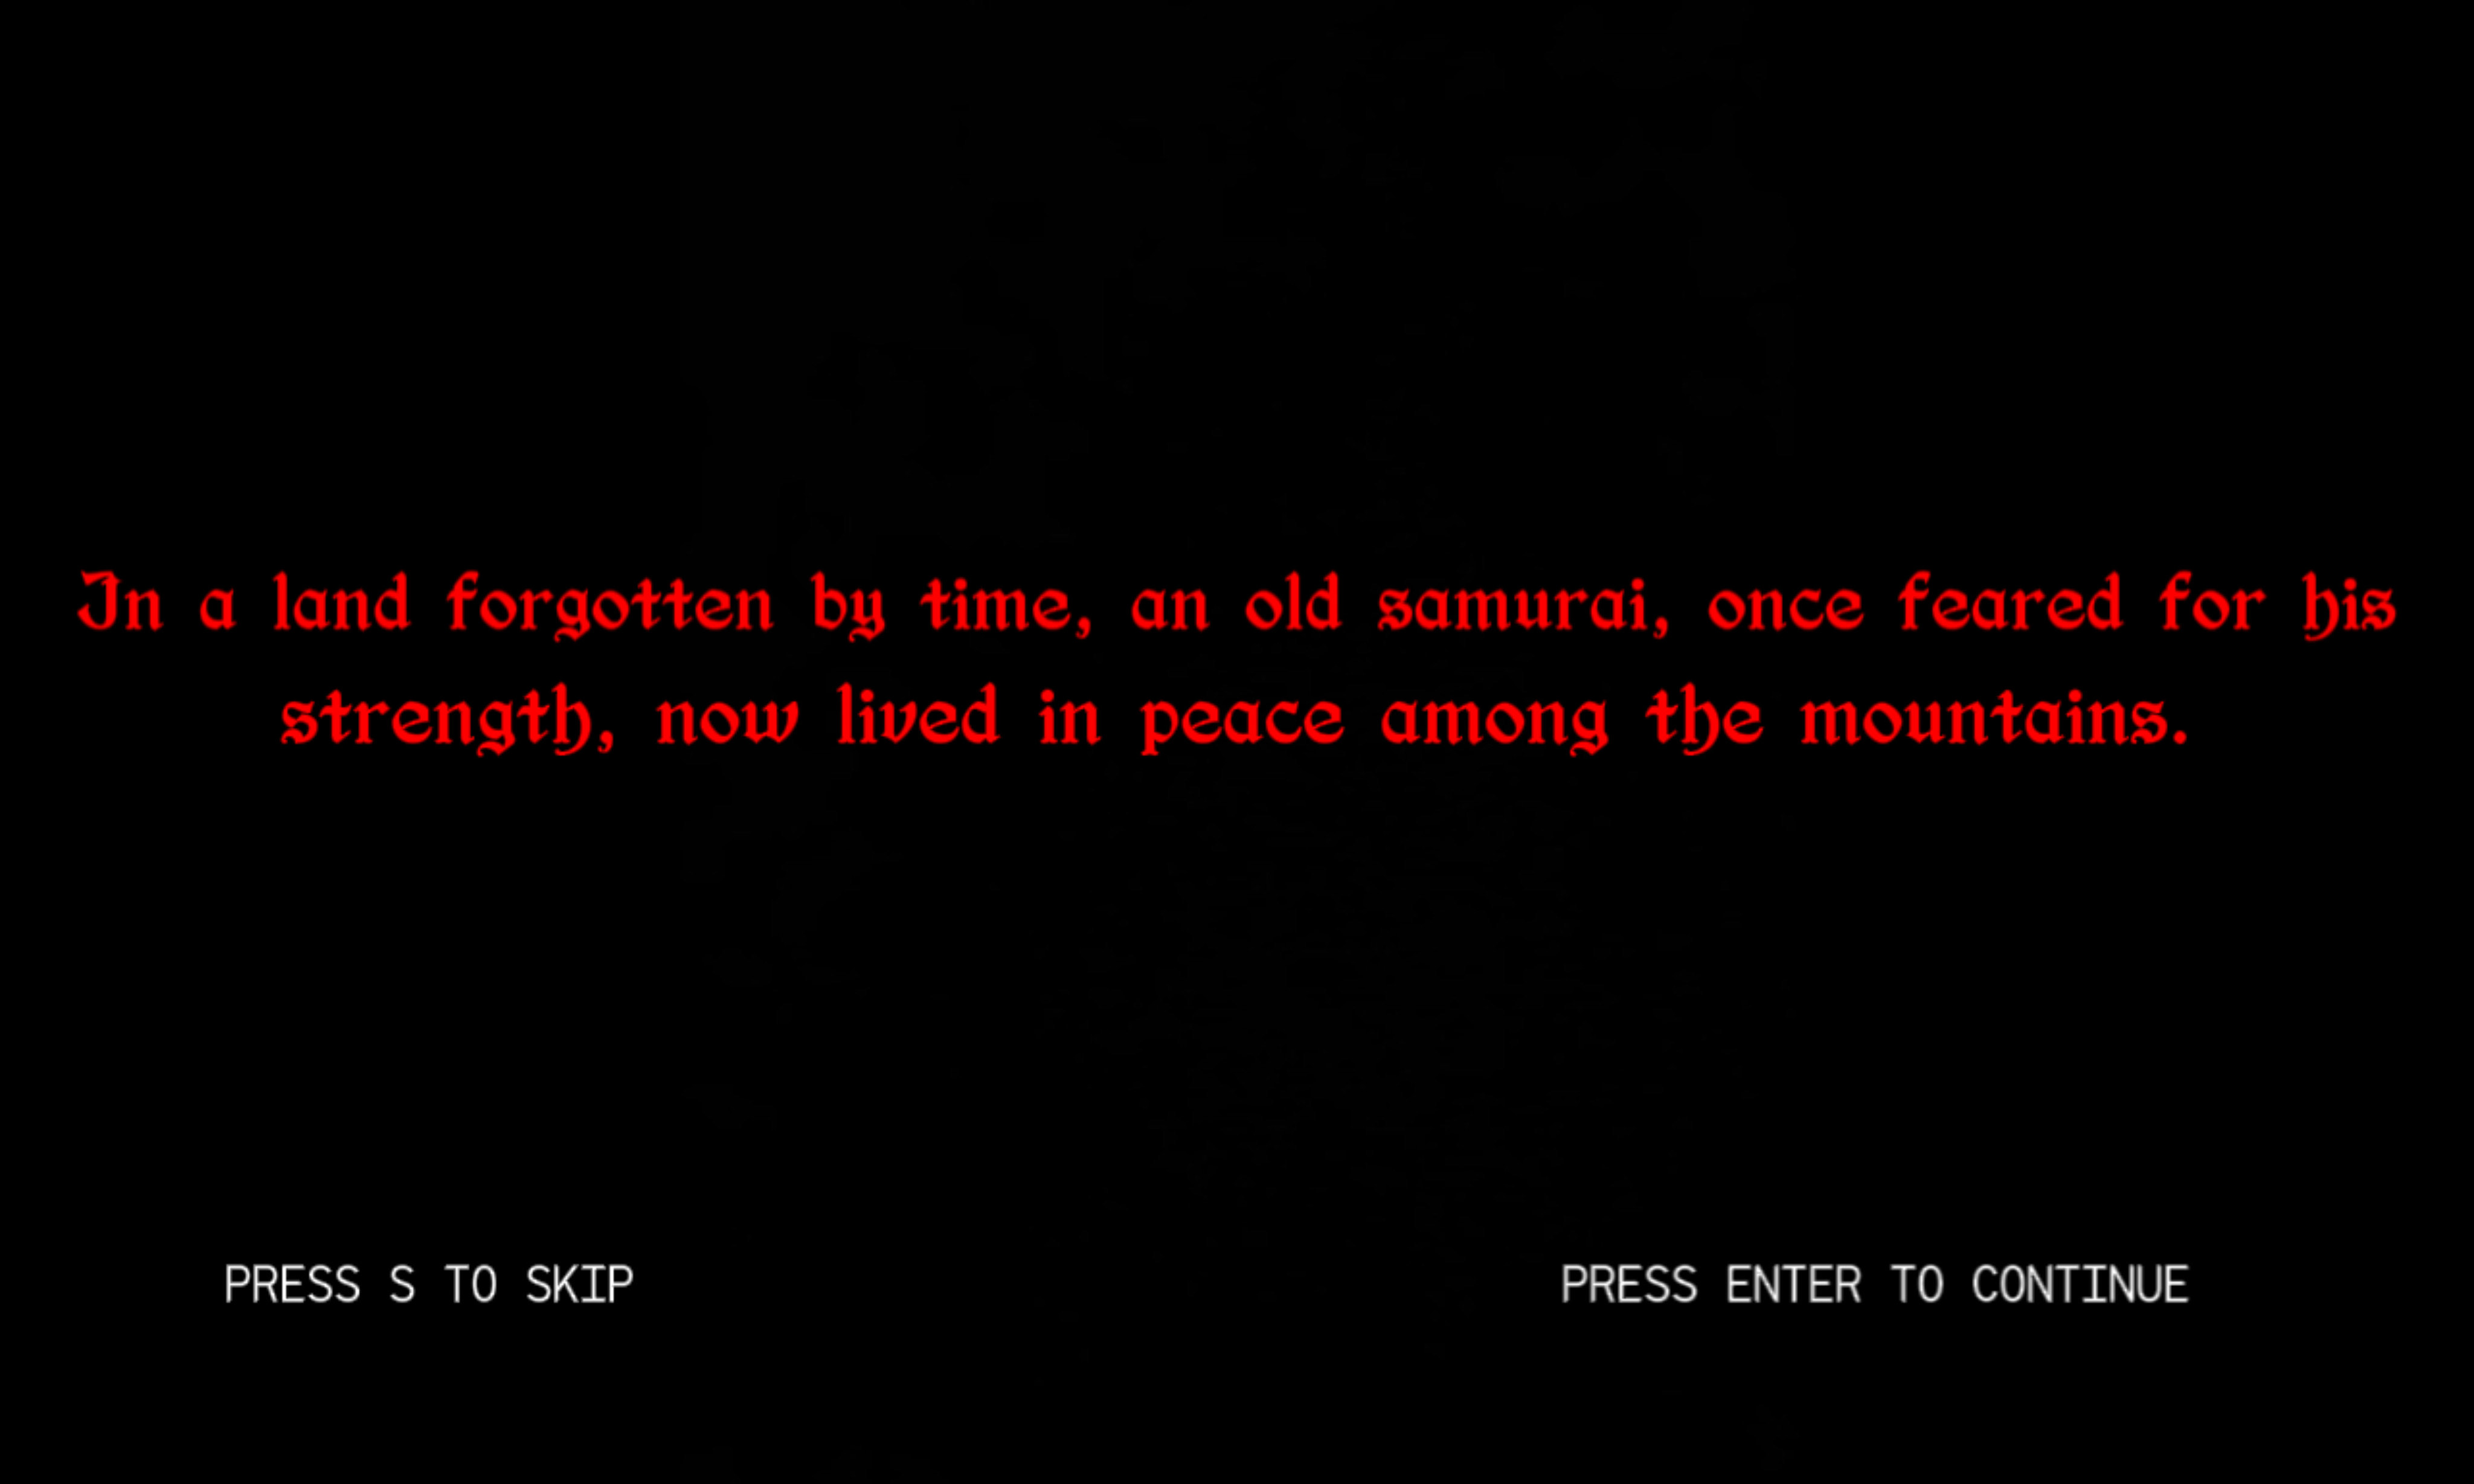 In a land forgotten by time, an old samurai, once feared for his
strength, now lived in peace among the mountains.
PRESS S TO SKIP
PRESS ENTER TO CONTINUE